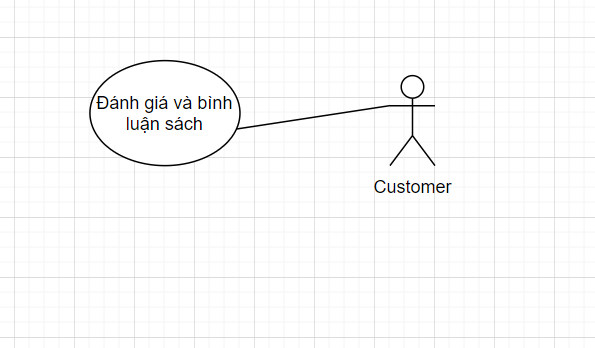 Đánh giá và bình
luận sách
Customer